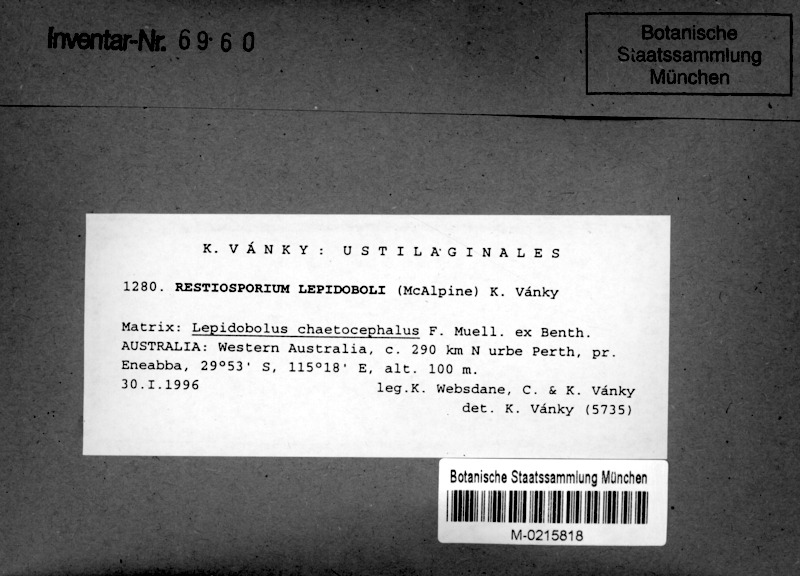 Inventar-Nr. 6960
Botanische
Staatssammlung
München
K. VÁNKY: USTILAGINALES
1280. RESTIOSPORIUM LEPIDOBOLI (McAlpine) K. Vánky
Matrix: Lepidobolus chaetocephalus F. Muell. ex Benth.
AUSTRALIA: Western Australia, c. 290 km N urbe Perth, pr.
Eneabba, 29°53' S, 115°18' E, alt. 100 m.
30.I.1996 leg.K. Websdane, C. & K. Vánky
det. K. Vánky (5735)
Botanische Staatssammlung München
M-0215818